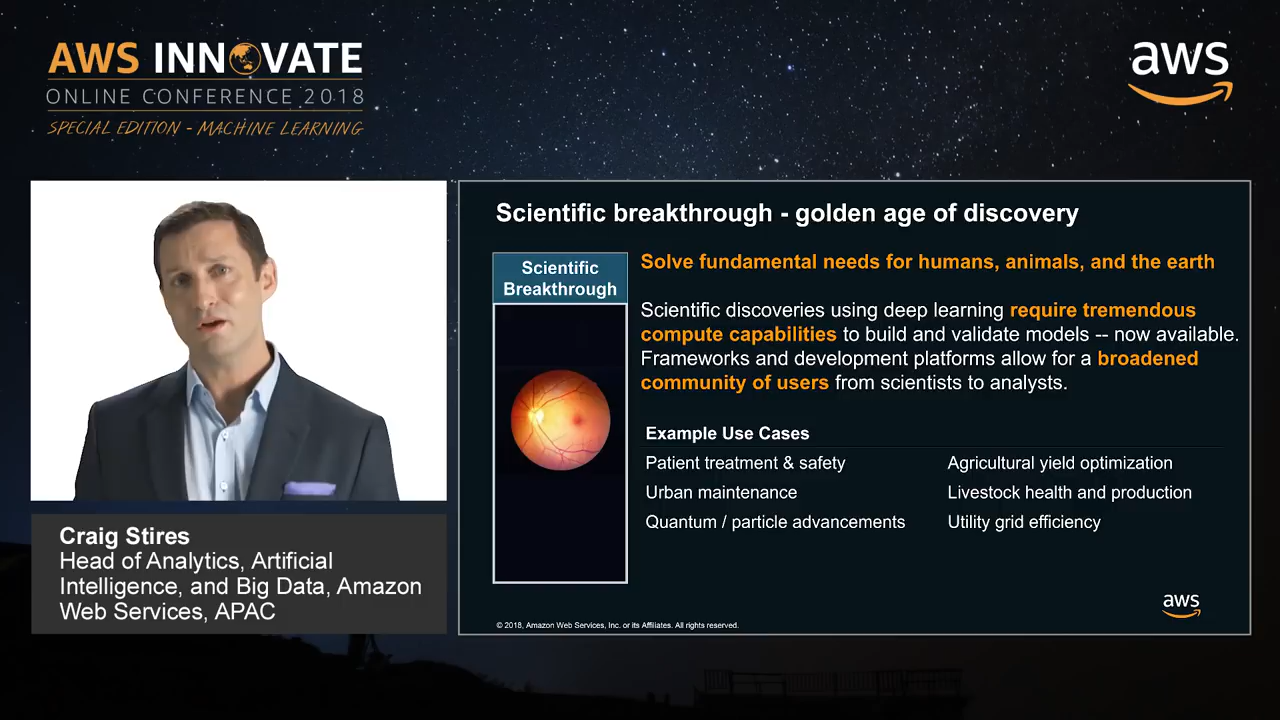 AWS INNOVATE
ONLINE CONFERENCE 2018
SPECIAL EDITION - MACHINE LEARNING
aws
Scientific breakthrough - golden age of discovery
Scientific
Breakthrough
Solve fundamental needs for humans, animals, and the earth
Scientific discoveries using deep learning require tremendous
compute capabilities to build and validate models -- now available.
Frameworks and development platforms allow for a broadened
community of users from scientists to analysts.
Example Use Cases
Patient treatment & safety
Agricultural yield optimization
Urban maintenance
Livestock health and production
Quantum / particle advancements
Utility grid efficiency
aws
© 2018, Amazon Web Services, Inc. or its Affiliates. All rights reserved.
Craig Stires
Head of Analytics, Artificial
Intelligence, and Big Data, Amazon
Web Services, APAC